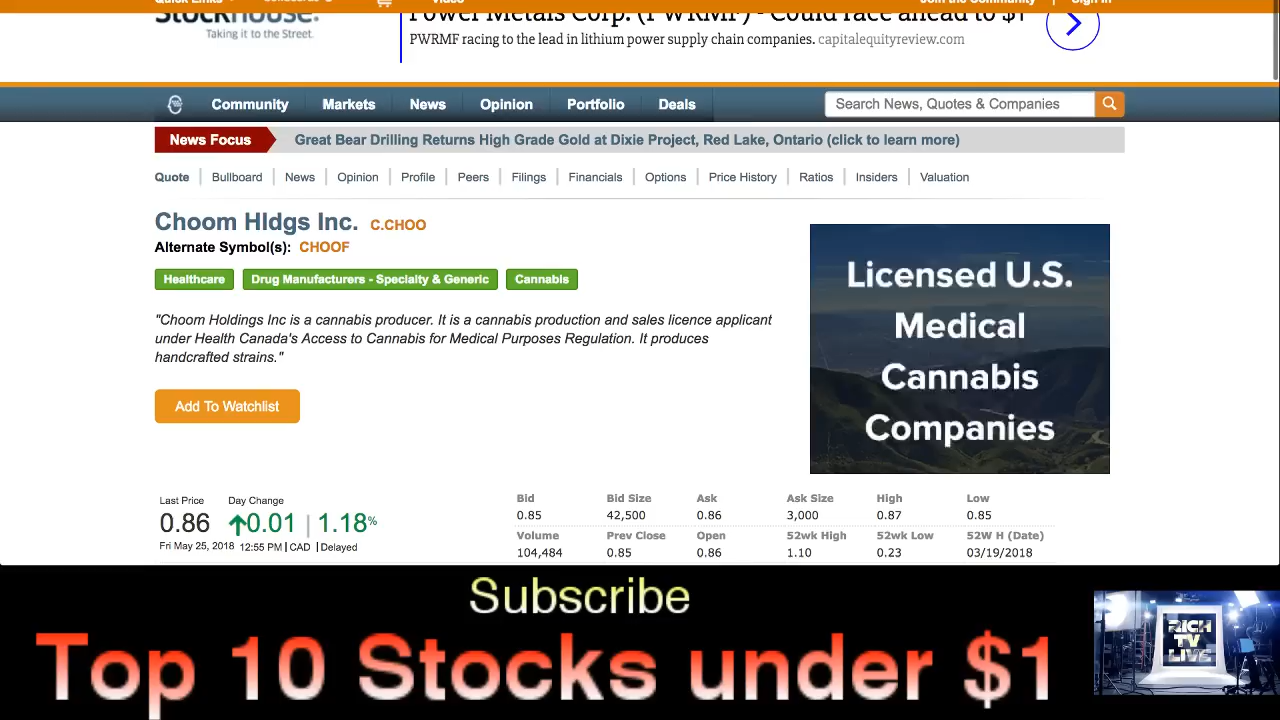 Quick Links
Video
Join the Community
Sign In
Stockhouse.
Taking it to the Street.
Power Metals Corp. (PWRMF) - Could race ahead to $1
PWRMF racing to the lead in lithium power supply chain companies. capitalequityreview.com
Community Markets News Opinion Portfolio Deals
Search News, Quotes & Companies
News Focus
Great Bear Drilling Returns High Grade Gold at Dixie Project, Red Lake, Ontario (click to learn more)
Quote Bullboard News Opinion Profile Peers Filings Financials Options Price History Ratios Insiders Valuation
Choom Hldgs Inc. C.CHOO
Alternate Symbol(s): CHOOF
Healthcare Drug Manufacturers - Specialty & Generic Cannabis
"Choom Holdings Inc is a cannabis producer. It is a cannabis production and sales licence applicant
under Health Canada's Access to Cannabis for Medical Purposes Regulation. It produces
handcrafted strains."
Add To Watchlist
Licensed U.S.
Medical
Cannabis
Companies
Last Price Day Change
0.86 0.01 | 1.18%
Fri May 25, 2018 12:55 PM | CAD | Delayed
Bid Bid Size Ask Ask Size High Low
0.85 42,500 0.86 3,000 0.87 0.85
Volume Prev Close Open 52wk High 52wk Low 52W H (Date)
104,484 0.85 0.86 1.10 0.23 03/19/2018
Subscribe
Top 10 Stocks under $1
RICH
TV
LIVE